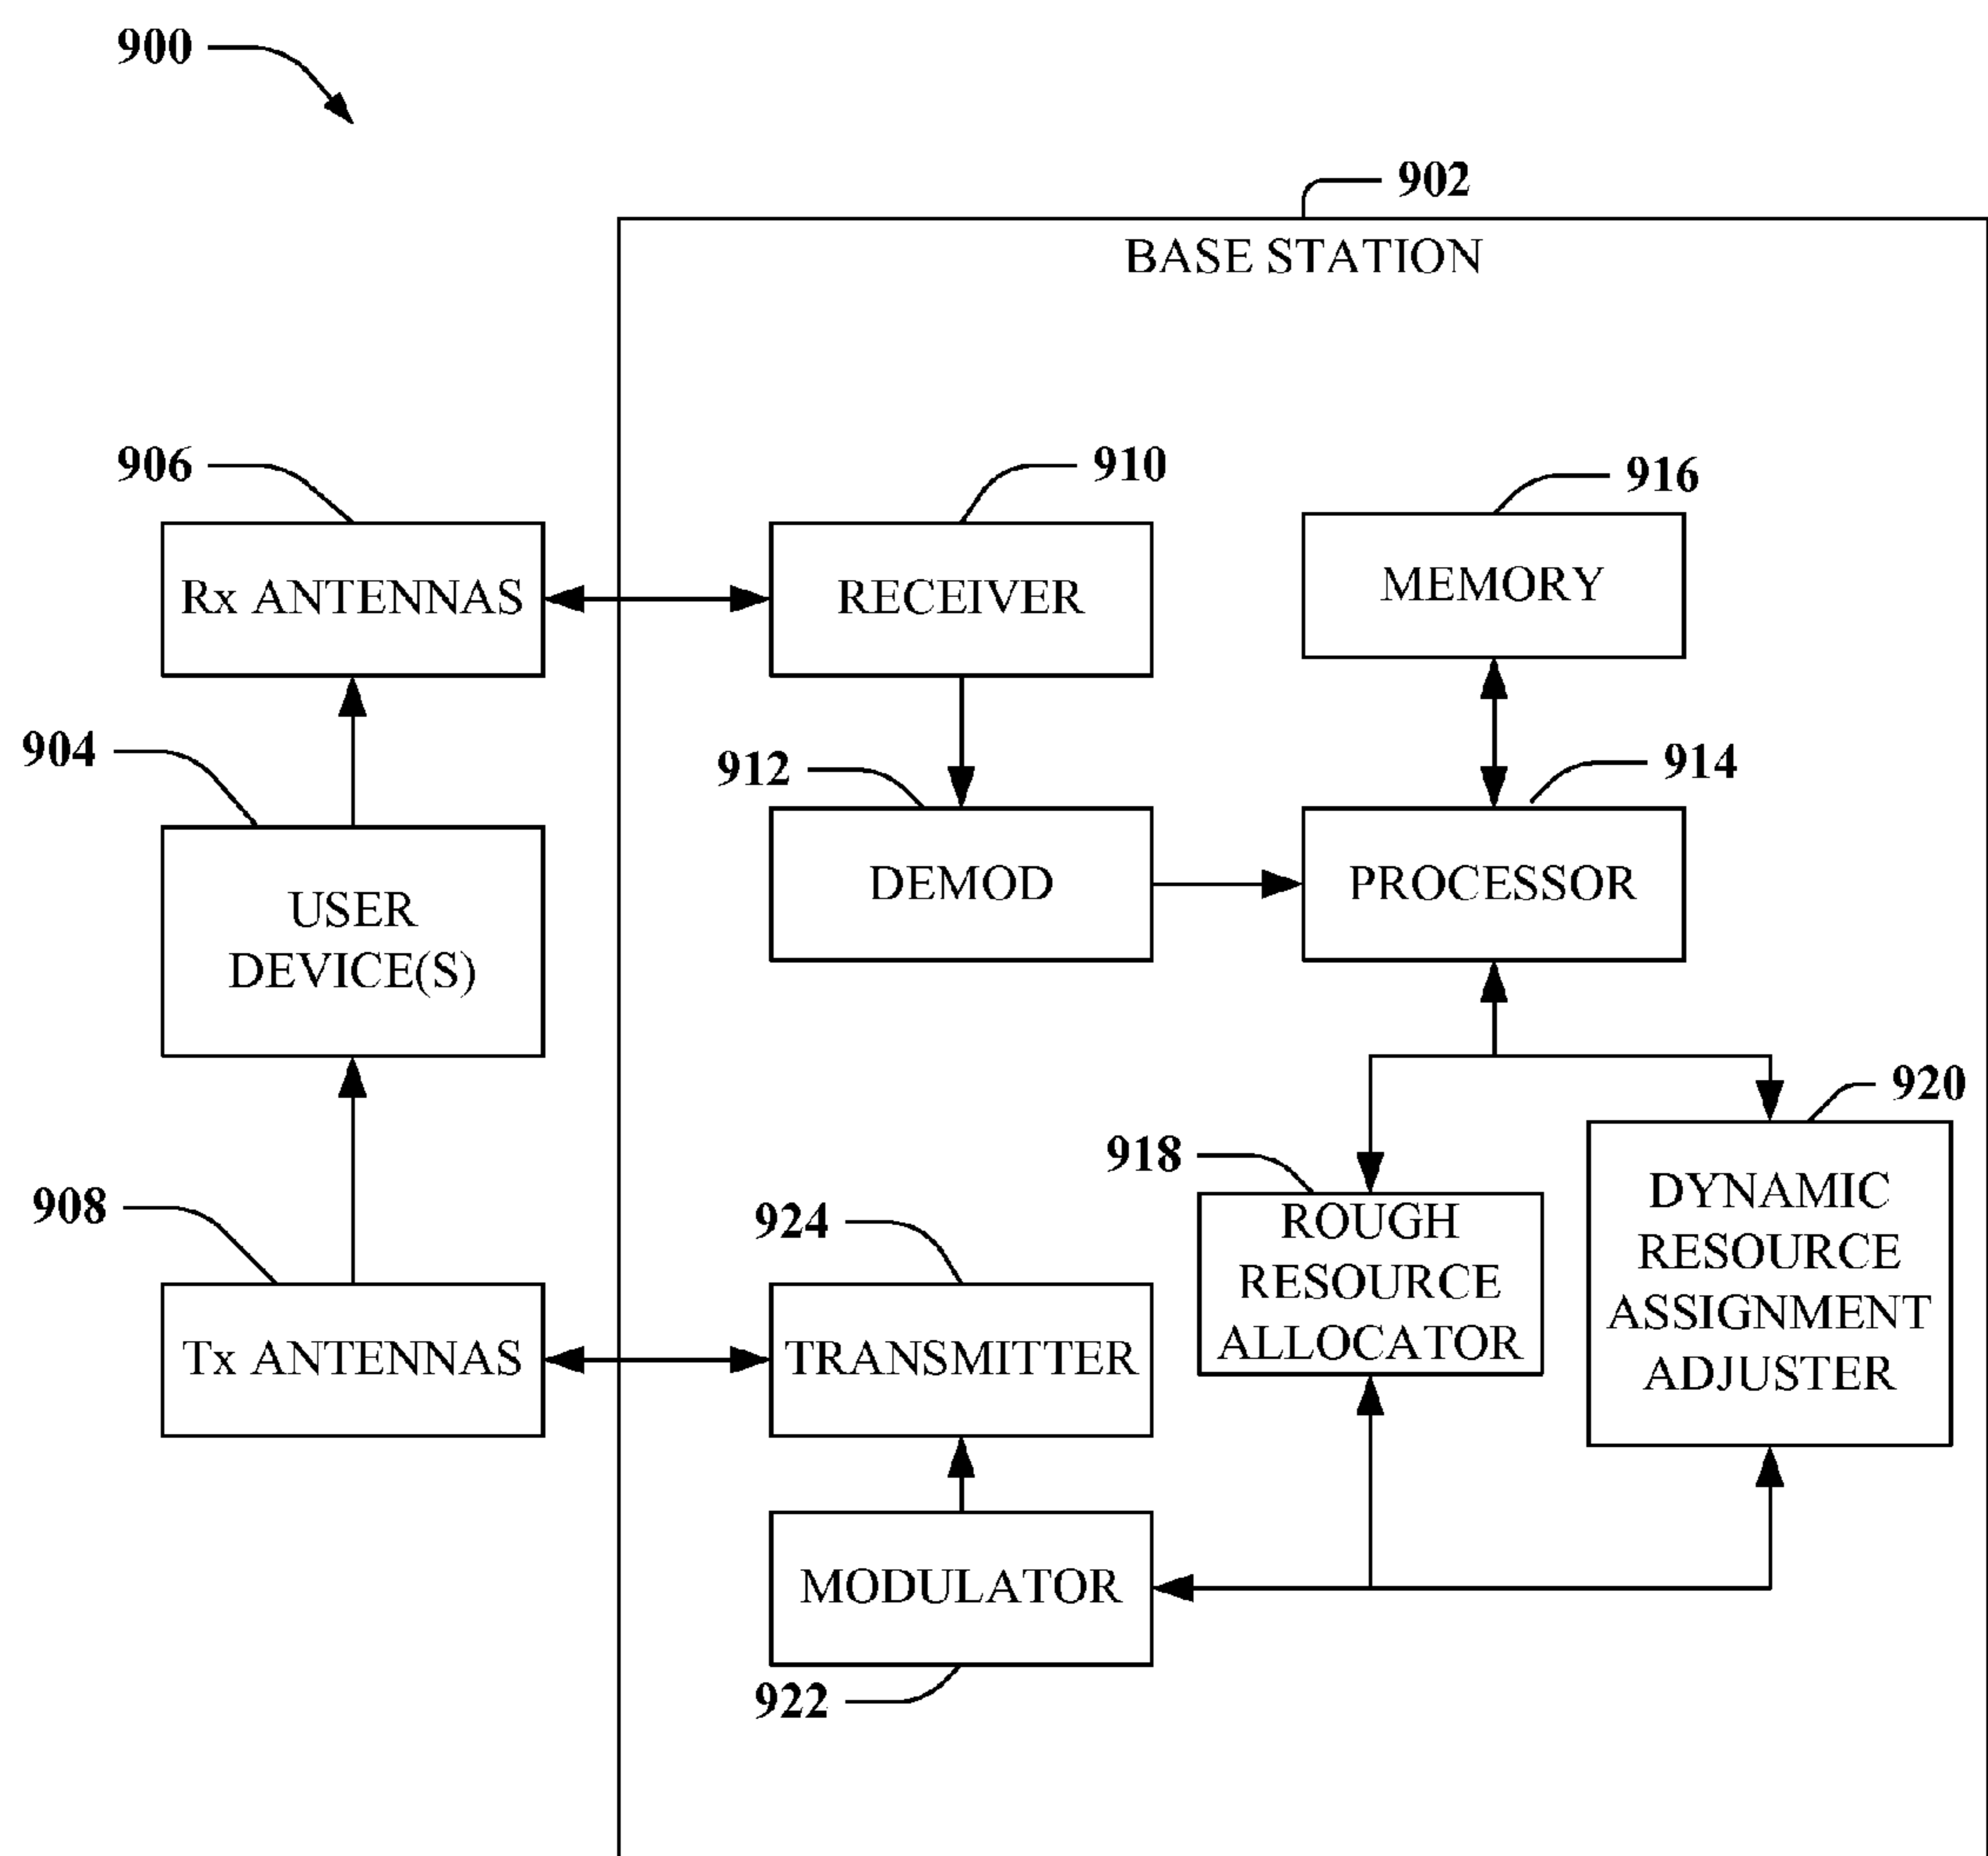 900
902
BASE STATION
906
910
916
Rx ANTENNAS
RECEIVER
MEMORY
904
912
914
USER
DEVICE(S)
DEMOD
PROCESSOR
908
924
918
920
Tx ANTENNAS
TRANSMITTER
ROUGH
RESOURCE
ALLOCATOR
DYNAMIC
RESOURCE
ASSIGNMENT
ADJUSTER
MODULATOR
922